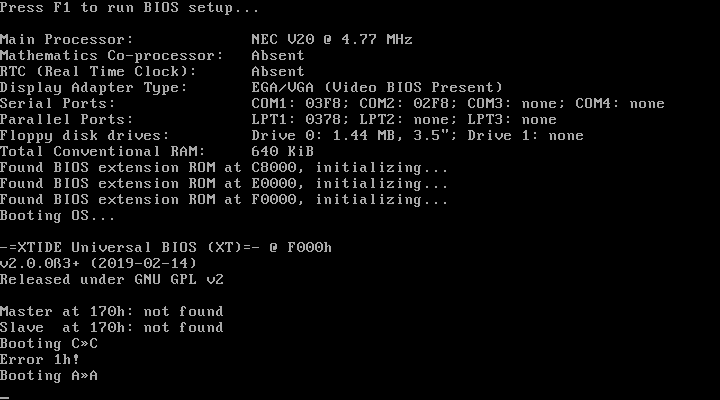 Press F1 to run BIOS setup...
Main Processor: NEC V20 @ 4.77 MHz
Mathematics Co-processor: Absent
RTC (Real Time Clock): Absent
Display Adapter Type: EGA/VGA (Video BIOS Present)
Serial Ports: COM1: 03F8; COM2: 02F8; COM3: none; COM4: none
Parallel Ports: LPT1: 0378; LPT2: none; LPT3: none
Floppy disk drives: Drive 0: 1.44 MB, 3.5"; Drive 1: none
Total Conventional RAM: 640 KiB
Found BIOS extension ROM at C8000, initializing...
Found BIOS extension ROM at E0000, initializing...
Found BIOS extension ROM at F0000, initializing...
Booting OS...
-=XTIDE Universal BIOS (XT)=- @ F000h
v2.0.0ß3+ (2019-02-14)
Released under GNU GPL v2
Master at 170h: not found
Slave at 170h: not found
Booting C»C
Error 1h!
Booting A»A